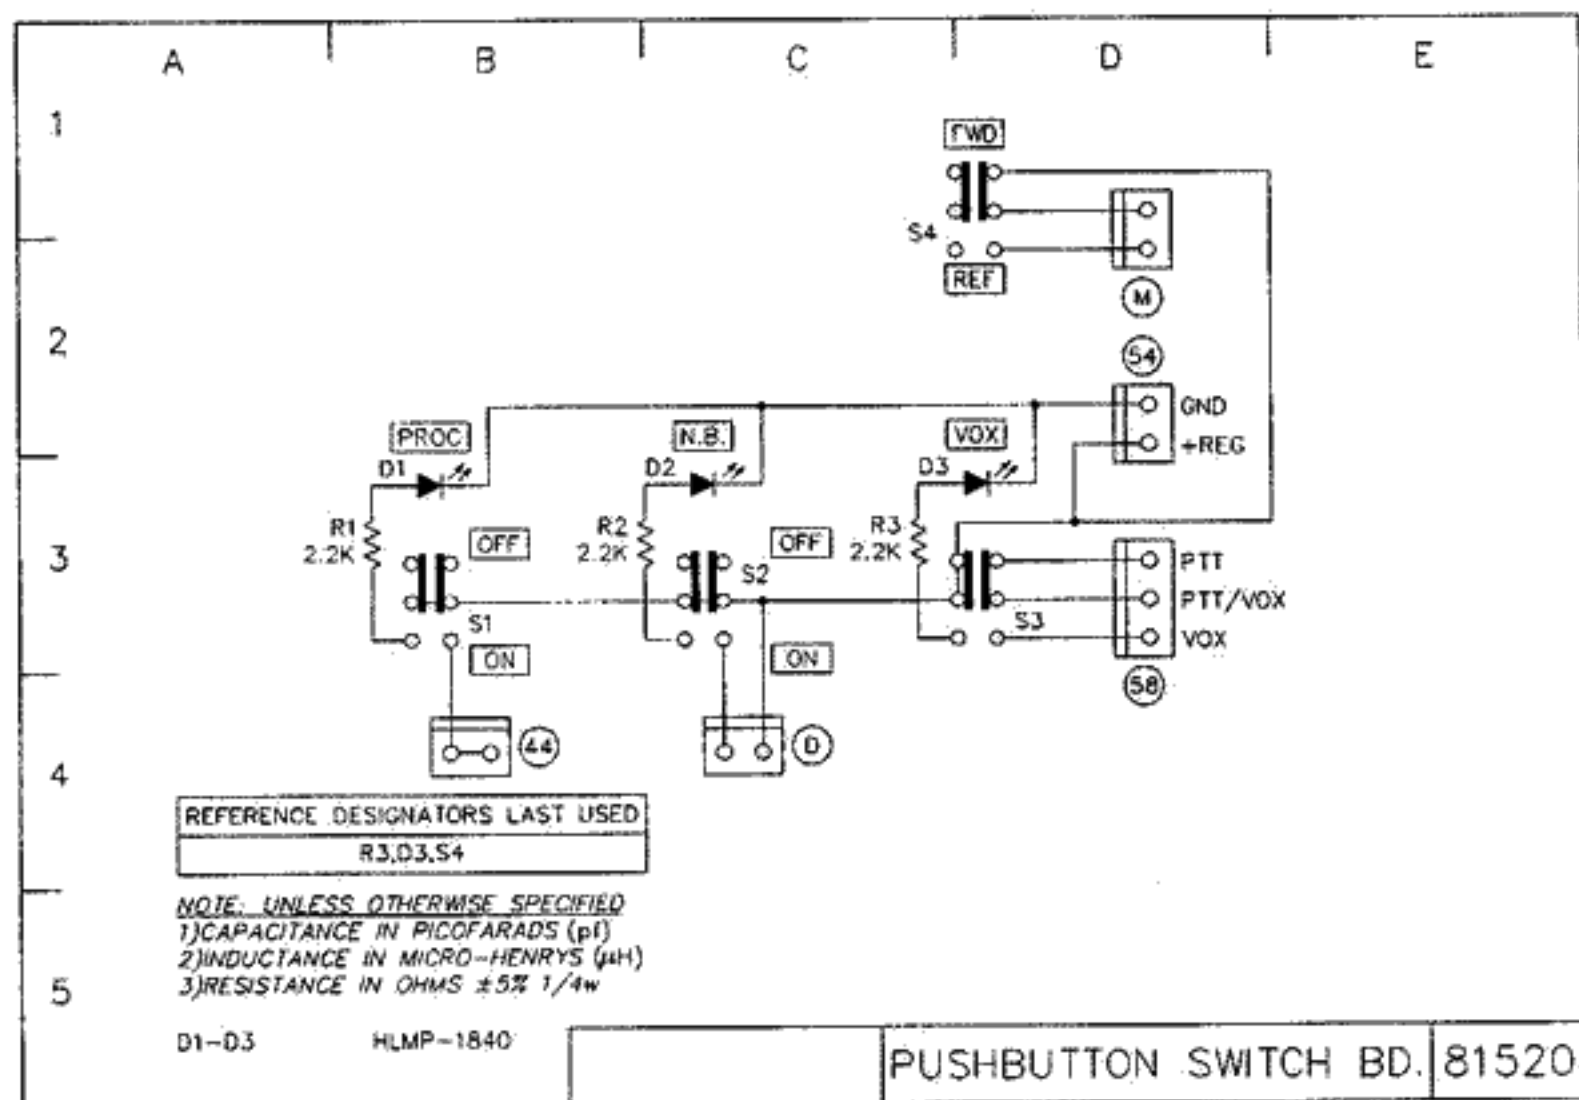 A B C D E
1
FWD
S4
REF
M
2
54
GND
+REG
PROC
N.B.
VOX
D1
D2
D3
R1
2.2K
OFF
R2
2.2K
OFF
R3
2.2K
3
S2
PTT
PTT/VOX
VOX
S1
S3
ON
ON
58
44
D
4
REFERENCE DESIGNATORS LAST USED
R3,D3,S4
NOTE: UNLESS OTHERWISE SPECIFIED
1)CAPACITANCE IN PICOFARADS (pf)
2)INDUCTANCE IN MICRO-HENRYS (µH)
3)RESISTANCE IN OHMS ±5% 1/4w
5
D1-D3 HLMP-1840
PUSHBUTTON SWITCH BD. 81520